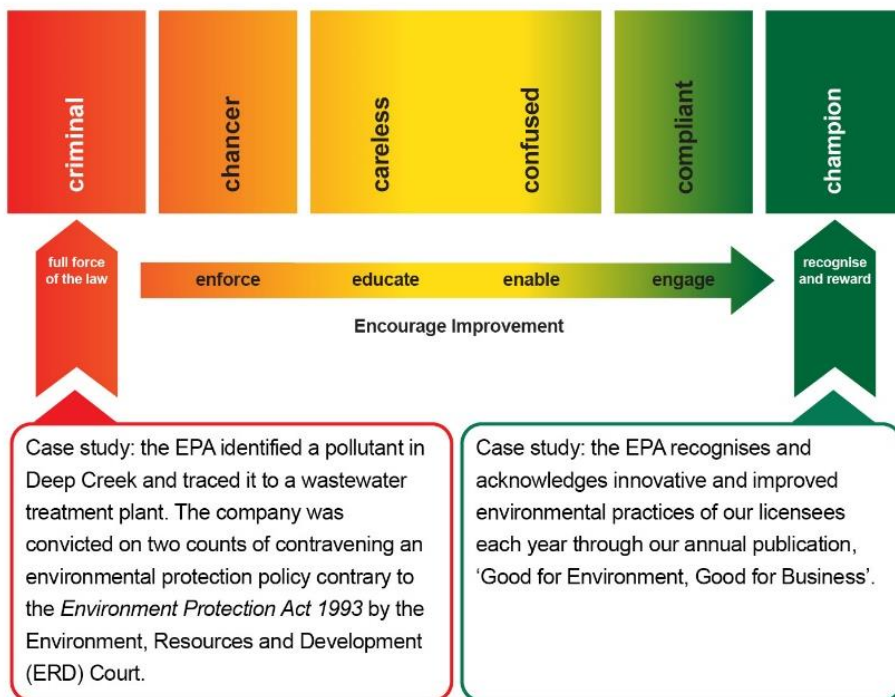 criminal
chancer
careless
confused
compliant
champion
full force
of the law
enforce
educate
enable
engage
recognise
and reward
Encourage Improvement
Case study: the EPA identified a pollutant in
Deep Creek and traced it to a wastewater
treatment plant. The company was
convicted on two counts of contravening an
environmental protection policy contrary to
the Environment Protection Act 1993 by the
Environment, Resources and Development
(ERD) Court.
Case study: the EPA recognises and
acknowledges innovative and improved
environmental practices of our licensees
each year through our annual publication,
‘Good for Environment, Good for Business’.